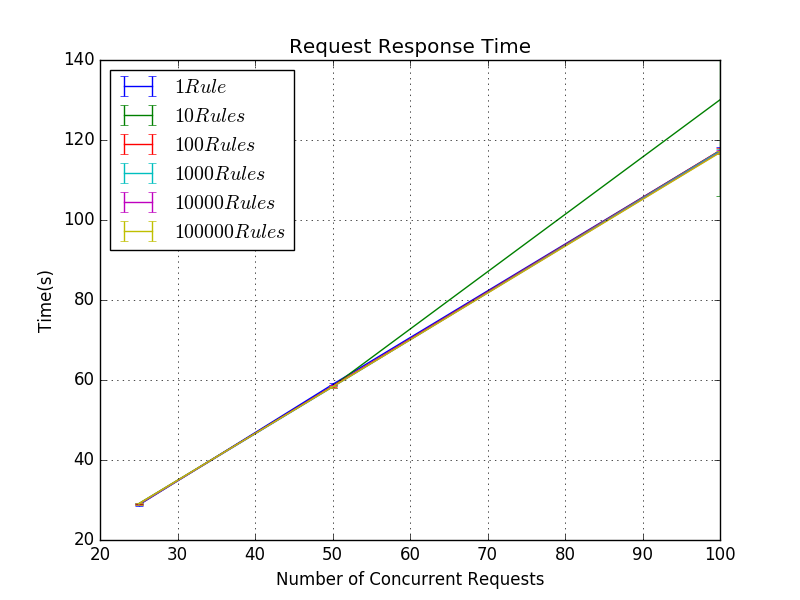 Request Response Time
140
120
100
80
60
40
20
Time(s)
1Rule
10Rules
100Rules
1000Rules
10000Rules
100000Rules
20 30 40 50 60 70 80 90 100
Number of Concurrent Requests